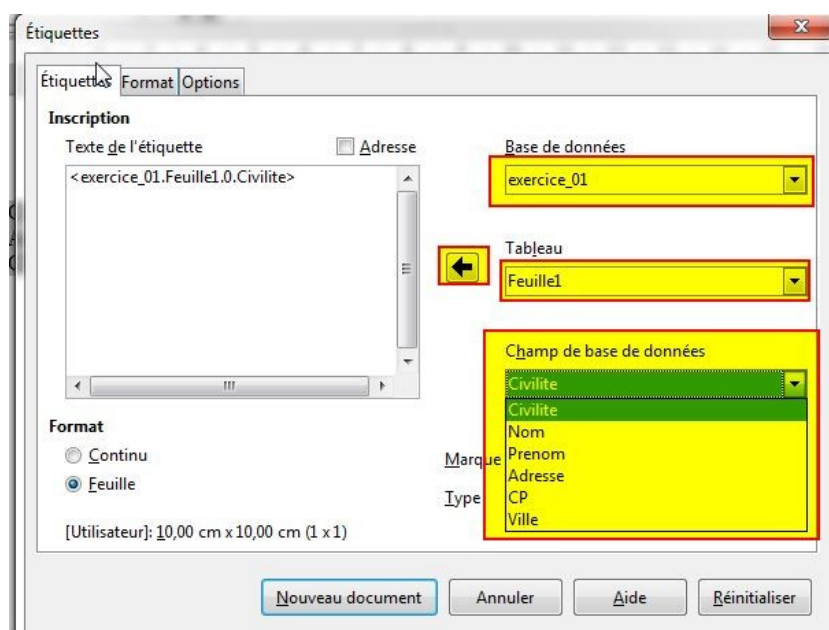 Étiquettes
Étiquettes Format Options
Inscription
Texte de l'étiquette
Adresse
<exercice_01.Feuille1.0.Civilite>
Base de données
exercice_01
Tableau
Feuille1
Champ de base de données
Civilite
Civilite
Nom
Prenom
Adresse
CP
Ville
Format
Continu
Feuille
Marque
Type
[Utilisateur]: 10,00 cm x 10,00 cm (1 x 1)
Nouveau document Annuler Aide Réinitialiser